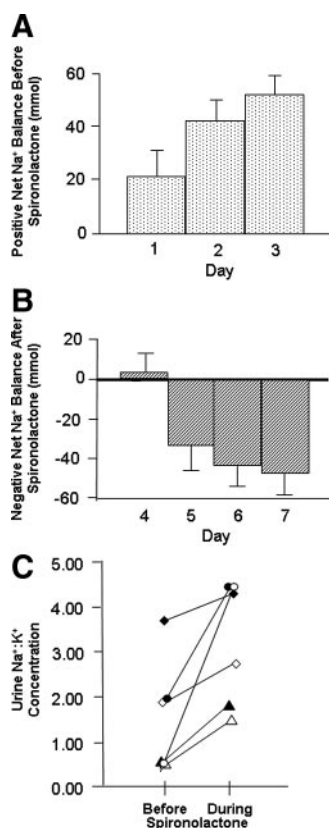 A
Positive Net Na⁺ Balance Before
Spironolactone (mmol)
60
40
20
0
1 2 3
Day
B
Negative Net Na⁺ Balance After
Spironolactone (mmol)
20
0
-20
-40
-60
4 5 6 7
Day
C
Urine Na⁺:K⁺
Concentration
5.00
4.00
3.00
2.00
1.00
0.00
Before During
Spironolactone